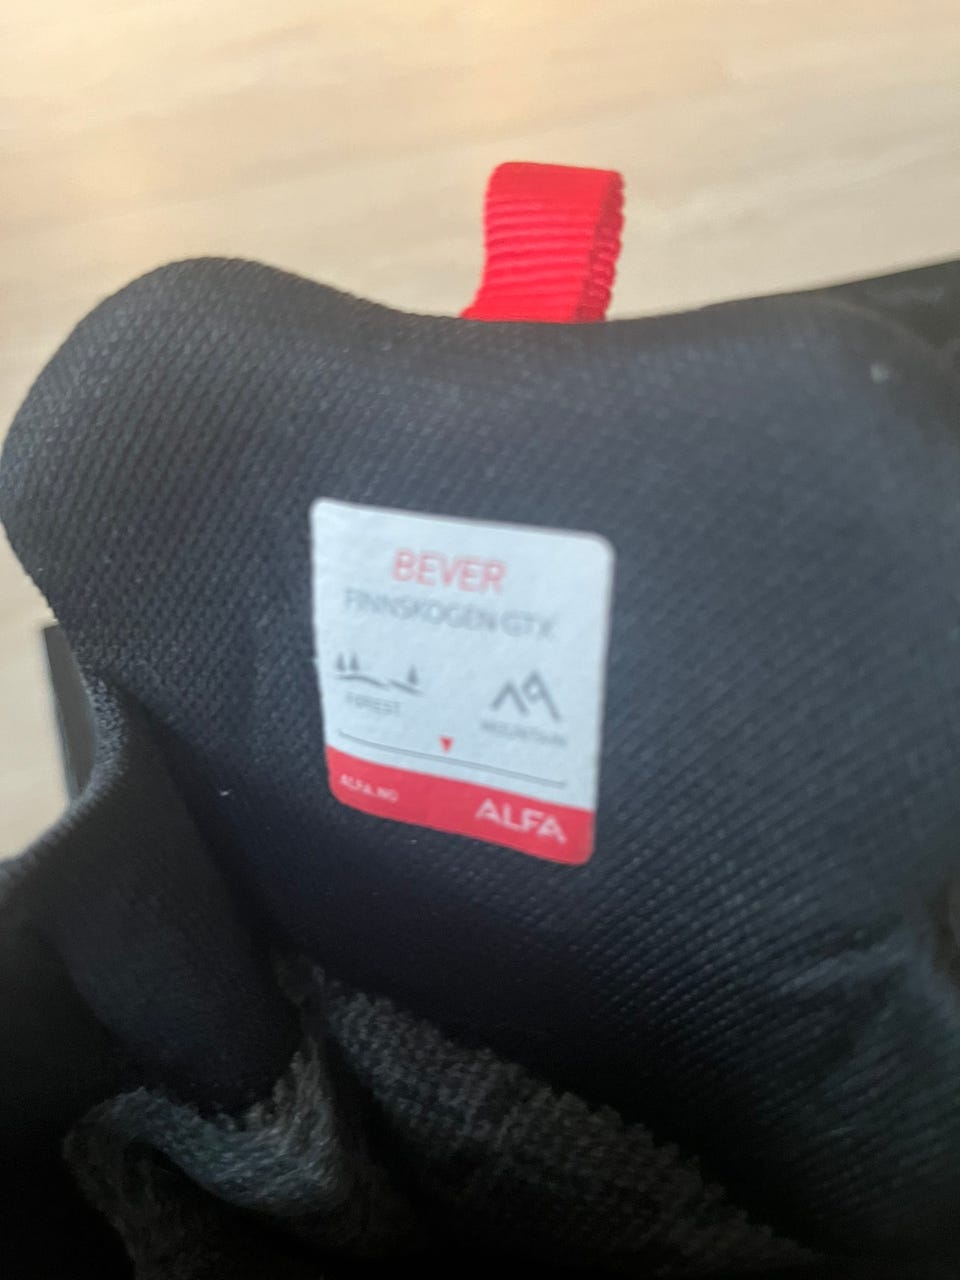 BEVER
FINNSKOGEN GTX
FOREST
MOUNTAIN
ALFA.NO
ALFA